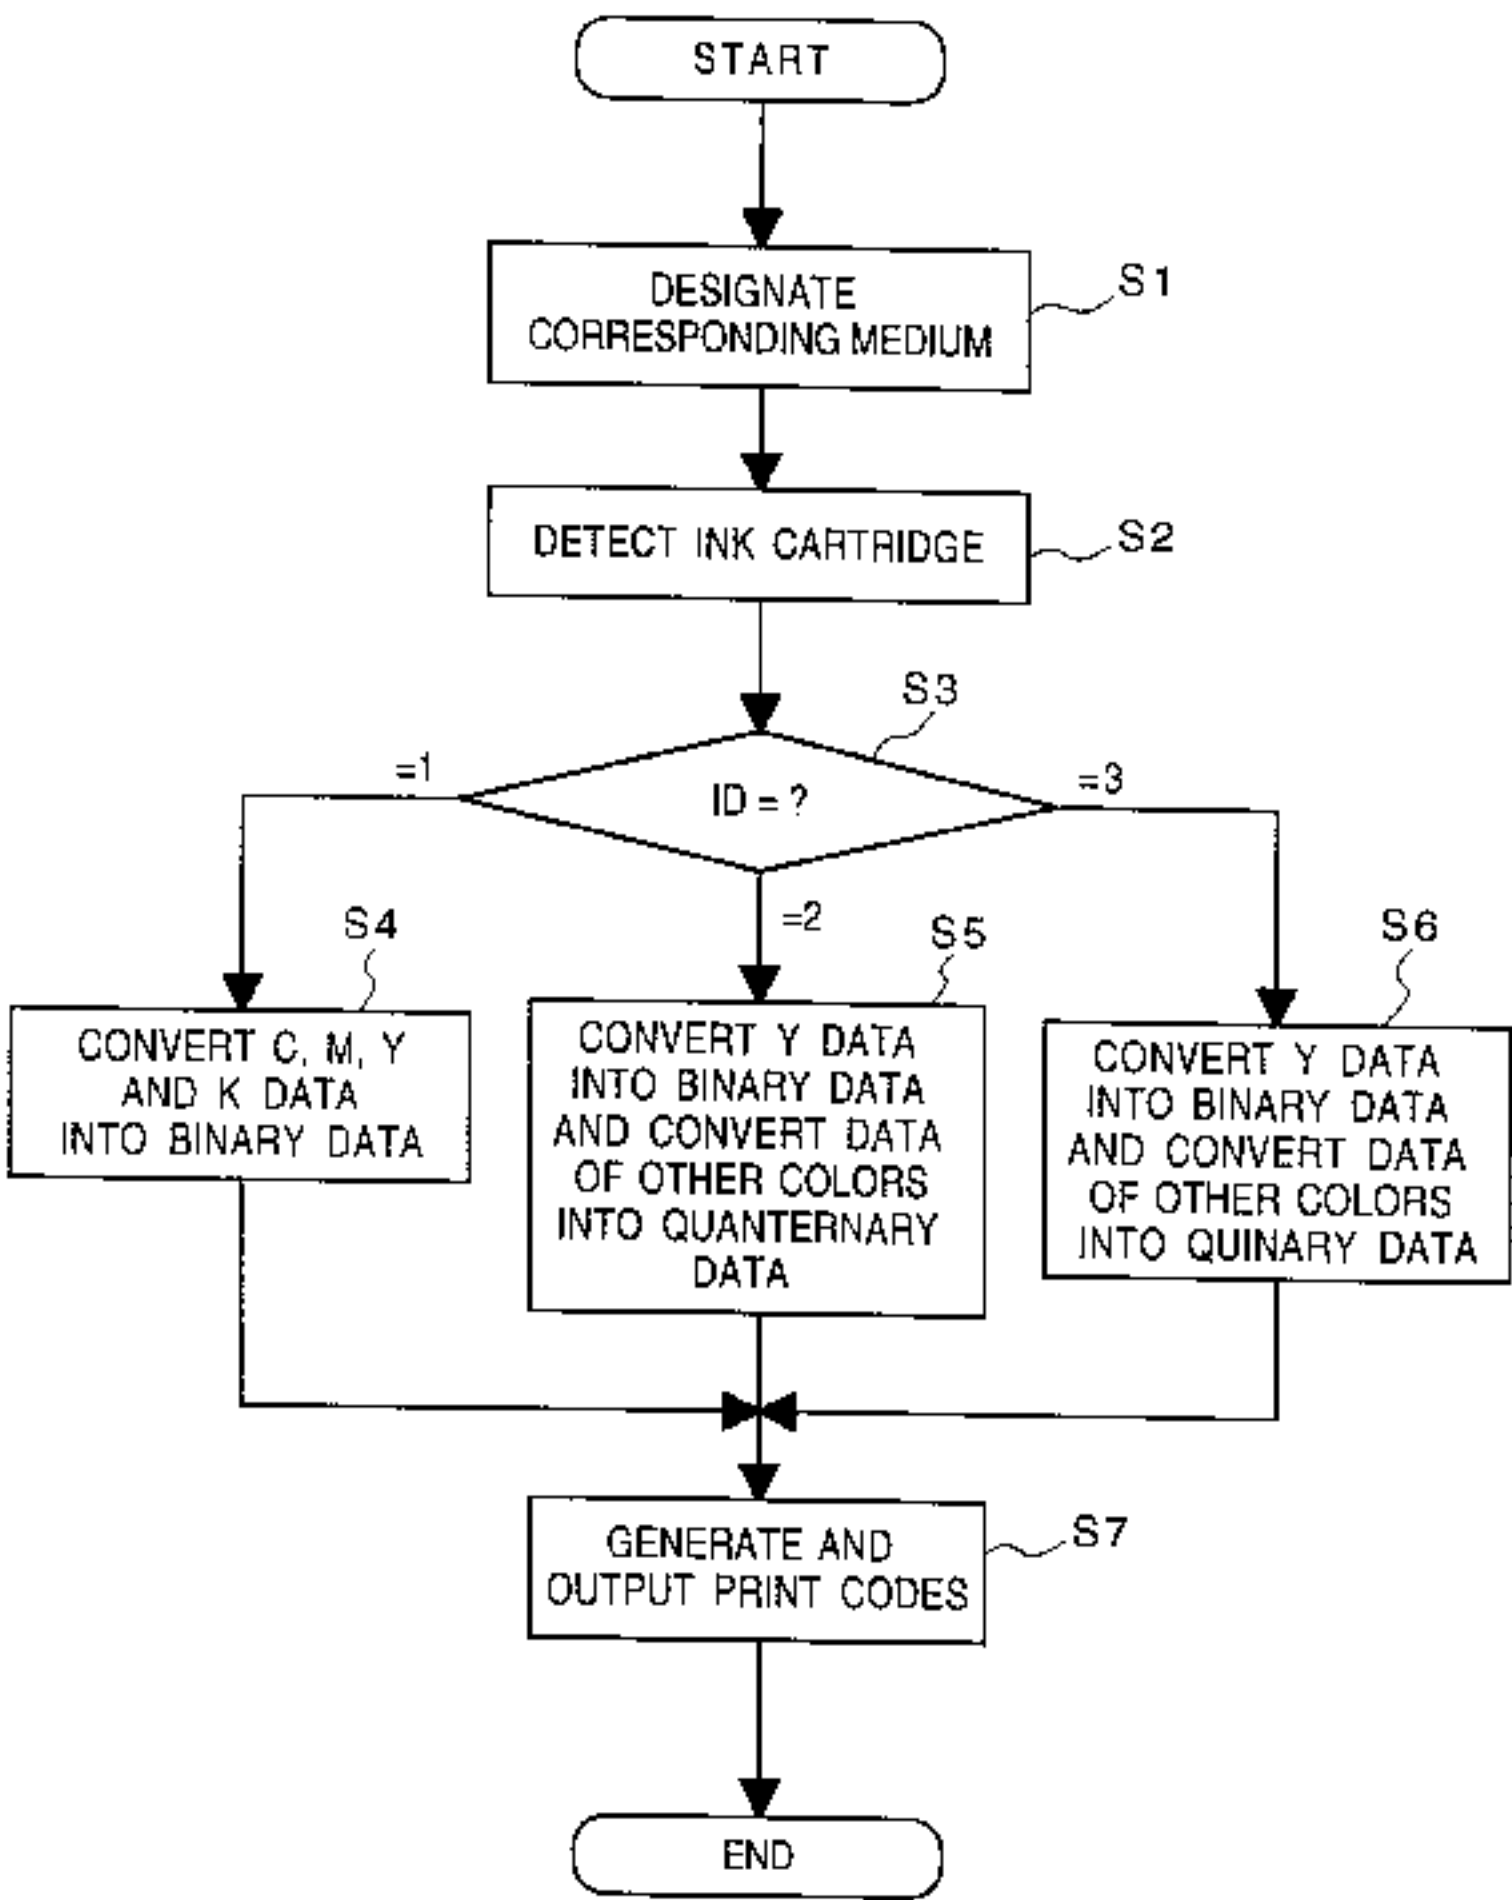 START
DESIGNATE
CORRESPONDING MEDIUM
S1
DETECT INK CARTRIDGE
S2
S3
ID = ?
=1
=2
=3
S4
CONVERT C, M, Y
AND K DATA
INTO BINARY DATA
S5
CONVERT Y DATA
INTO BINARY DATA
AND CONVERT DATA
OF OTHER COLORS
INTO QUANTERNARY
DATA
S6
CONVERT Y DATA
INTO BINARY DATA
AND CONVERT DATA
OF OTHER COLORS
INTO QUINARY DATA
GENERATE AND
OUTPUT PRINT CODES
S7
END